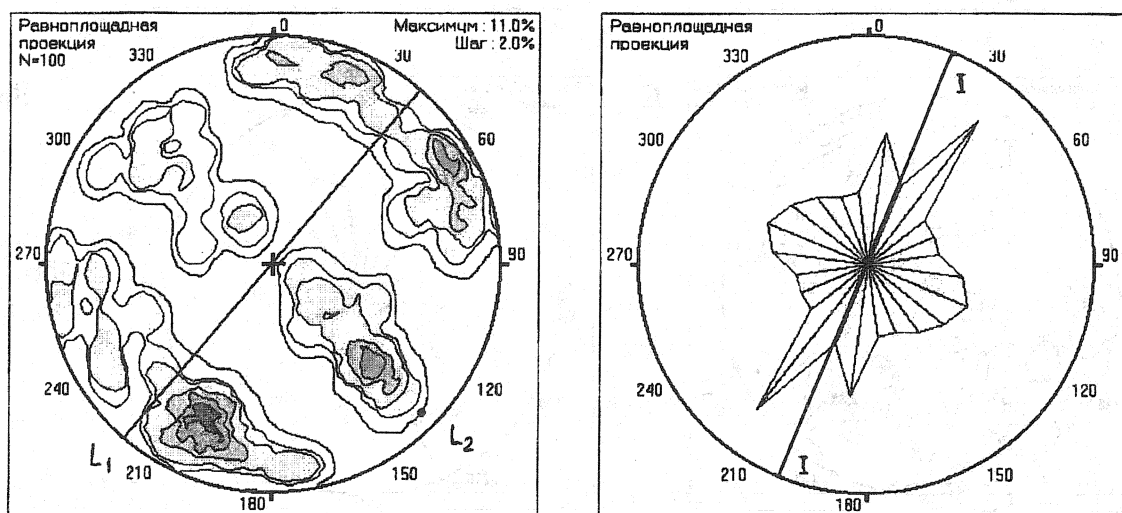 Равноплощадная
проекция
N=100
Максимум : 11.0%
Шаг : 2.0%
0
30
60
90
120
150
180
210
240
270
300
330
L1
L2
Равноплощадная
проекция
0
30
60
90
120
150
180
210
240
270
300
330
I
I